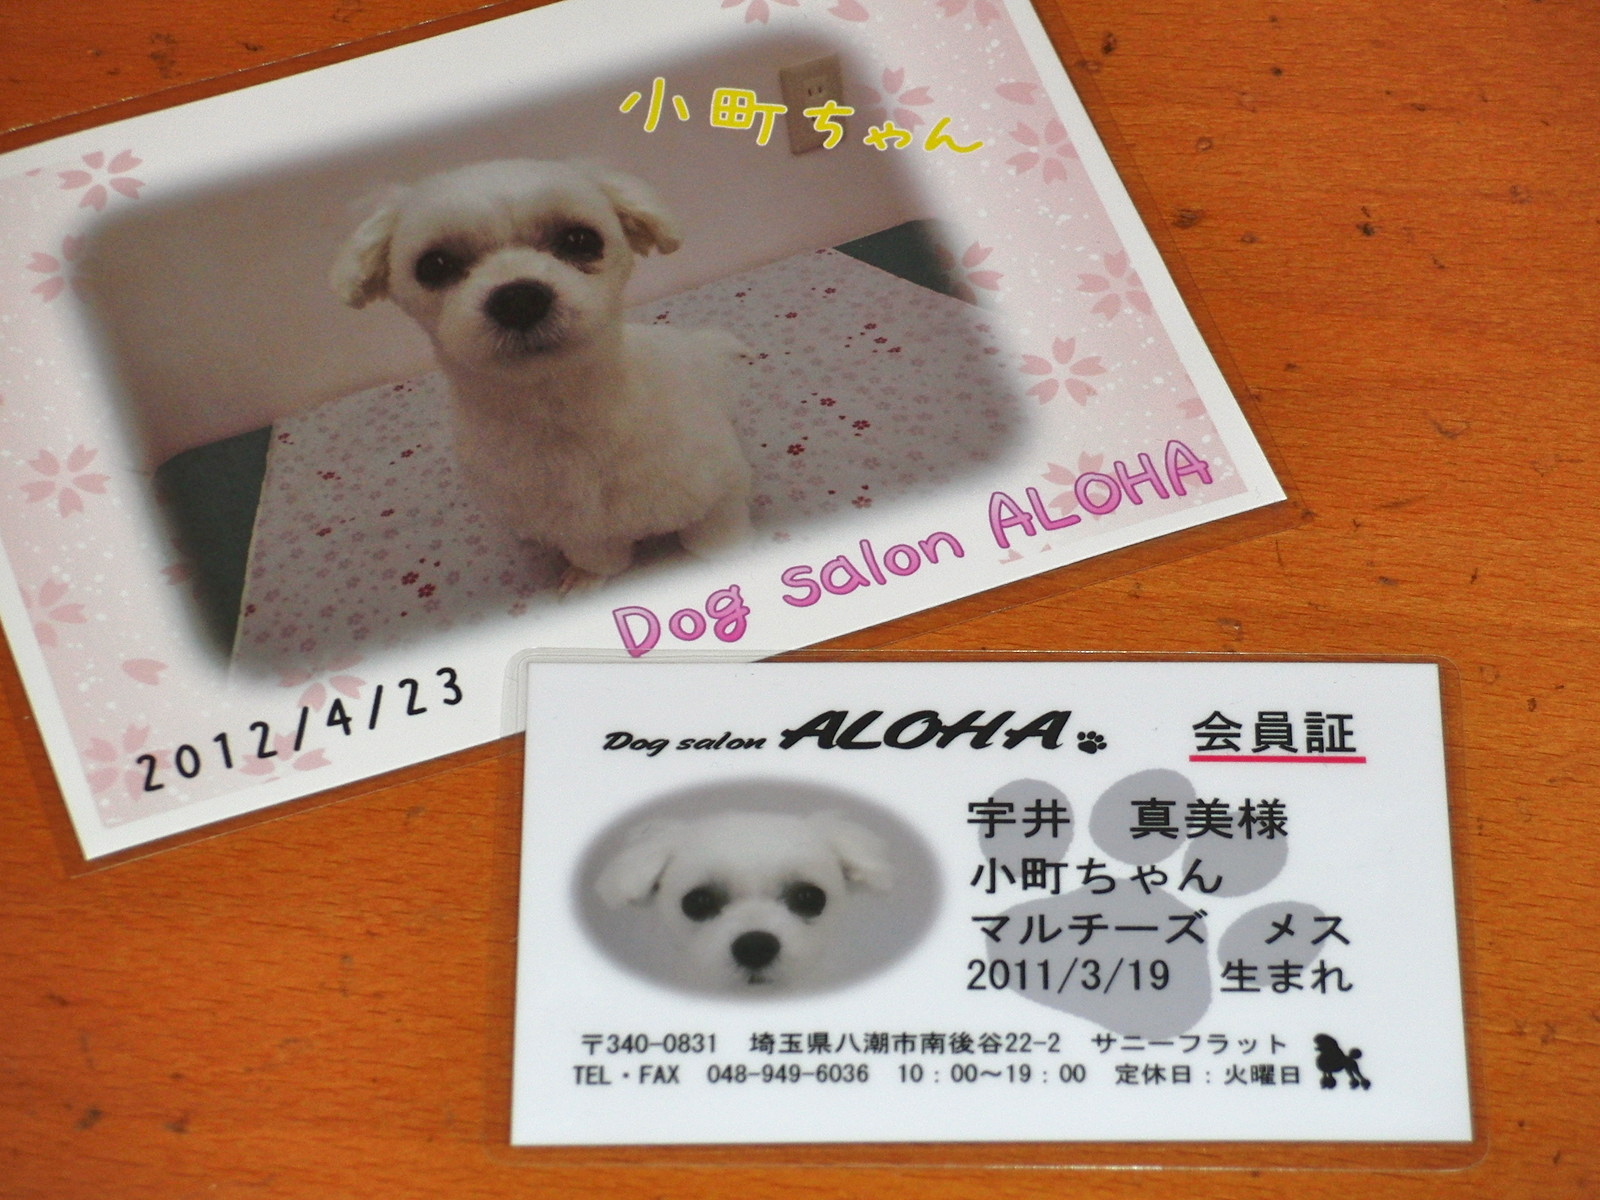 小町ちゃん
Dog salon ALOHA
2012/4/23
Dog salon ALOHA 会員証
宇井　真美様
小町ちゃん
マルチーズ　メス
2011/3/19　生まれ
〒340-0831　埼玉県八潮市南後谷22-2　サニーフラット
TEL・FAX　048-949-6036　10：00～19：00　定休日：火曜日